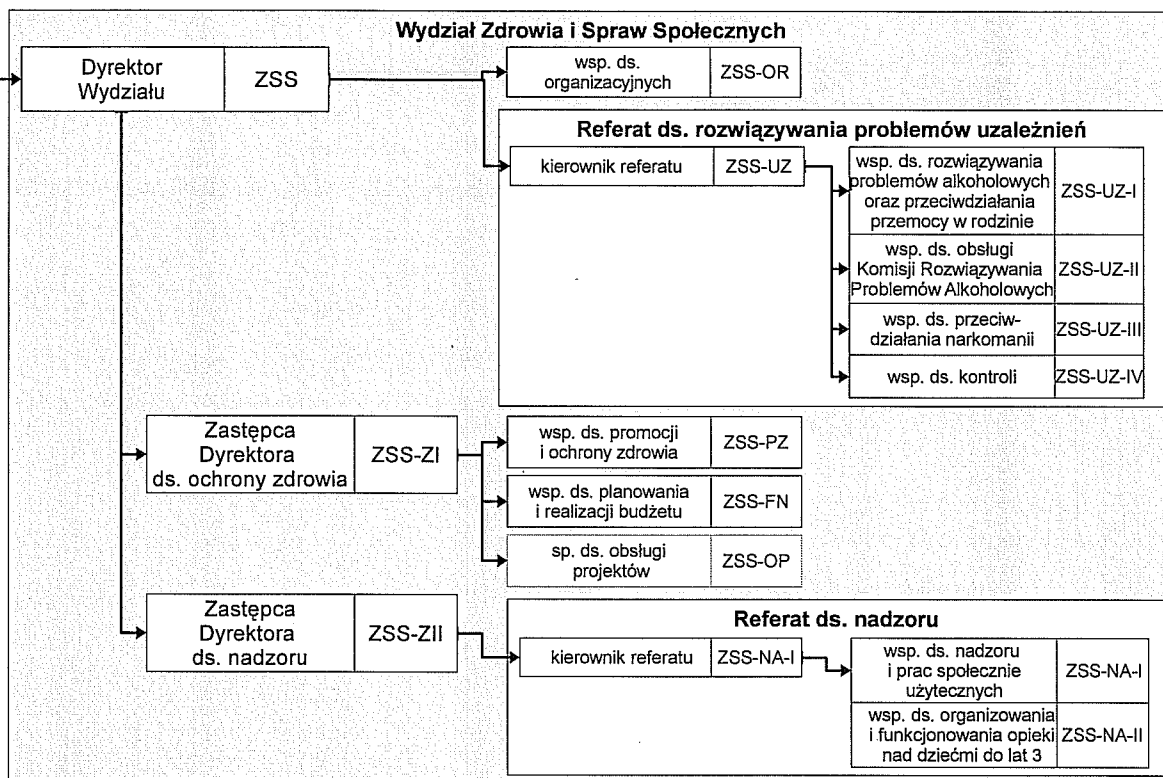 Wydział Zdrowia i Spraw Społecznych
Dyrektor
Wydziału
ZSS
wsp. ds.
organizacyjnych
ZSS-OR
Referat ds. rozwiązywania problemów uzależnień
kierownik referatu
ZSS-UZ
wsp. ds. rozwiązywania
problemów alkoholowych
oraz przeciwdziałania
przemocy w rodzinie
ZSS-UZ-I
wsp. ds. obsługi
Komisji Rozwiązywania
Problemów Alkoholowych
ZSS-UZ-II
wsp. ds. przeciw-
działania narkomanii
ZSS-UZ-III
wsp. ds. kontroli
ZSS-UZ-IV
Zastępca
Dyrektora
ds. ochrony zdrowia
ZSS-ZI
wsp. ds. promocji
i ochrony zdrowia
ZSS-PZ
wsp. ds. planowania
i realizacji budżetu
ZSS-FN
sp. ds. obsługi
projektów
ZSS-OP
Zastępca
Dyrektora
ds. nadzoru
ZSS-ZII
Referat ds. nadzoru
kierownik referatu
ZSS-NA-I
wsp. ds. nadzoru
i prac społecznie
użytecznych
ZSS-NA-I
wsp. ds. organizowania
i funkcjonowania opieki
nad dziećmi do lat 3
ZSS-NA-II